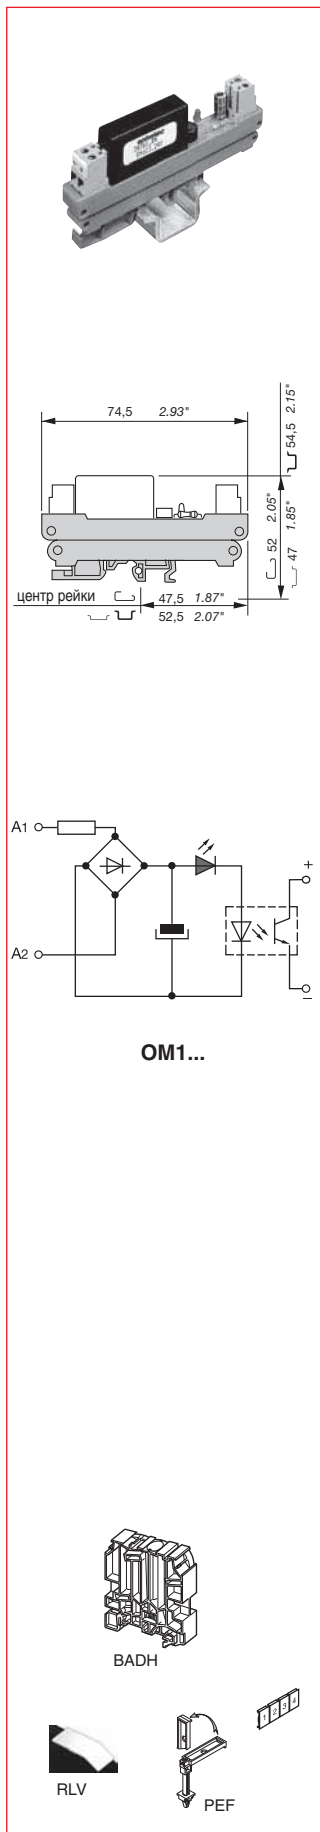 74,5 2.93"
54,5 2.15"
52 2.05"
47 1.85"
центр рейки
47,5 1.87"
52,5 2.07"
A1
A2
+
–
OM1...
BADH
1 2 3 4
RLV
PEF